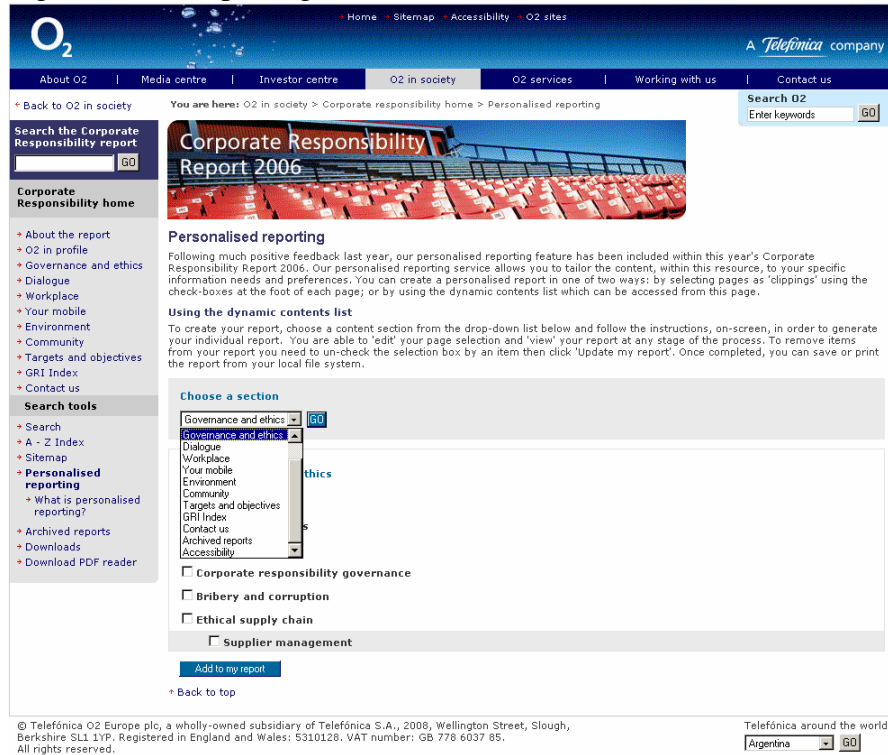 Home Sitemap Accessibility O2 sites
O2
A Telefónica company
About O2 | Media centre | Investor centre O2 in society O2 services | Working with us | Contact us
Back to O2 in society
You are here: O2 in society > Corporate responsibility home > Personalised reporting
Search O2
Enter keywords GO
Search the Corporate
Responsibility report
GO
Corporate
Responsibility home
About the report
O2 in profile
Governance and ethics
Dialogue
Workplace
Your mobile
Environment
Community
Targets and objectives
GRI Index
Contact us
Search tools
Search
A - Z Index
Sitemap
Personalised
reporting
What is personalised
reporting?
Archived reports
Downloads
Download PDF reader
Corporate Responsibility
Report 2006
Personalised reporting
Following much positive feedback last year, our personalised reporting feature has been included within this year's Corporate
Responsibility Report 2006. Our personalised reporting service allows you to tailor the content, within this resource, to your specific
information needs and preferences. You can create a personalised report in one of two ways: by selecting pages as 'clippings' using the
check-boxes at the foot of each page; or by using the dynamic contents list which can be accessed from this page.
Using the dynamic contents list
To create your report, choose a content section from the drop-down list below and follow the instructions, on-screen, in order to generate
your individual report. You are able to 'edit' your page selection and 'view' your report at any stage of the process. To remove items
from your report you need to un-check the selection box by an item then click 'Update my report'. Once completed, you can save or print
the report from your local file system.
Choose a section
Governance and ethics GO
Governance and ethics
Dialogue
Workplace
Your mobile
Environment
Community
Targets and objectives
GRI Index
Contact us
Archived reports
Accessibility
thics
s
Corporate responsibility governance
Bribery and corruption
Ethical supply chain
Supplier management
Add to my report
Back to top
© Telefónica O2 Europe plc, a wholly-owned subsidiary of Telefónica S.A., 2008, Wellington Street, Slough,
Berkshire SL1 1YP. Registered in England and Wales: 5310128. VAT number: GB 778 6037 85.
All rights reserved.
Telefónica around the world
Argentina GO